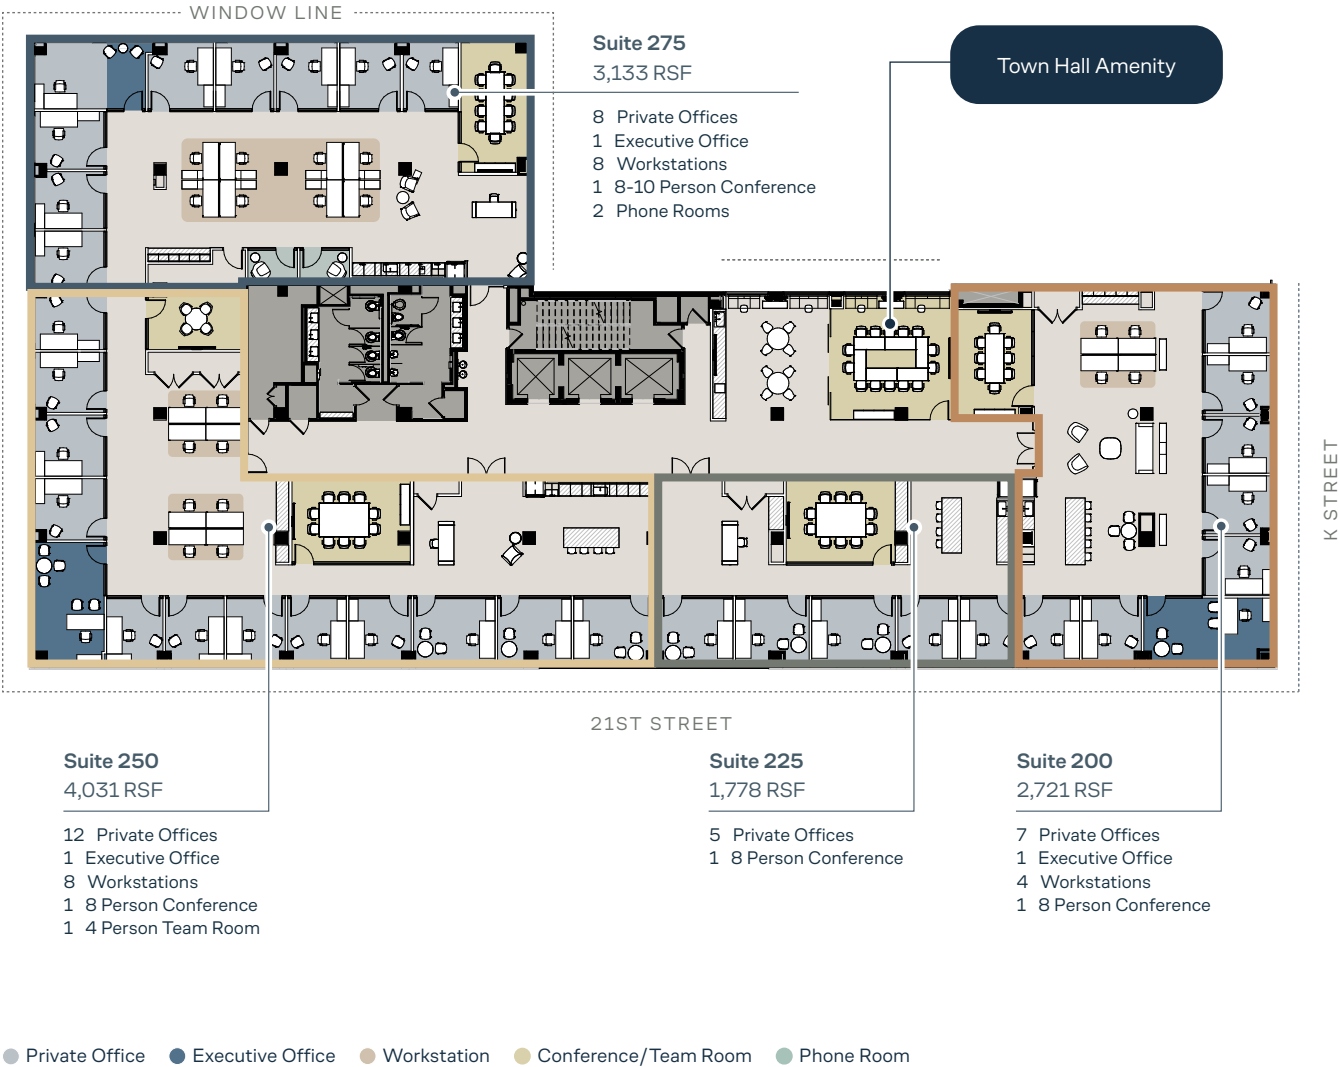 WINDOW LINE
Suite 275
3,133 RSF
8 Private Offices
1 Executive Office
8 Workstations
1 8-10 Person Conference
2 Phone Rooms
Town Hall Amenity
K STREET
21ST STREET
Suite 250
4,031 RSF
12 Private Offices
1 Executive Office
8 Workstations
1 8 Person Conference
1 4 Person Team Room
Suite 225
1,778 RSF
5 Private Offices
1 8 Person Conference
Suite 200
2,721 RSF
7 Private Offices
1 Executive Office
4 Workstations
1 8 Person Conference
Private Office
Executive Office
Workstation
Conference/Team Room
Phone Room